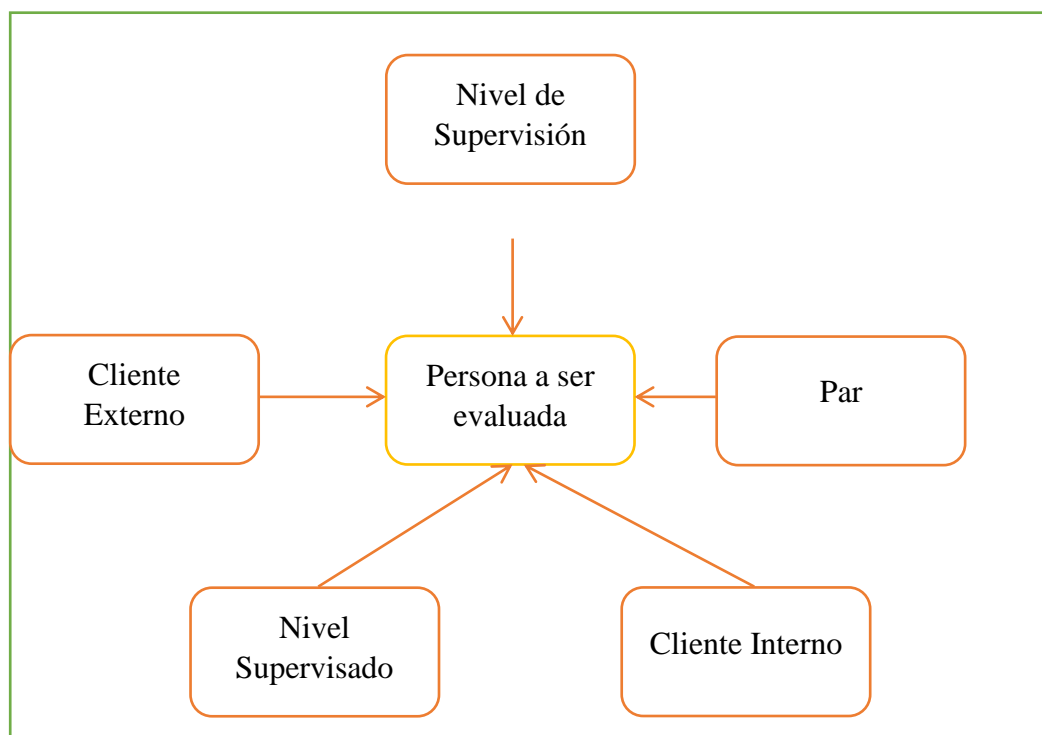 Nivel de
Supervisión
Cliente
Externo
Persona a ser
evaluada
Par
Nivel
Supervisado
Cliente Interno